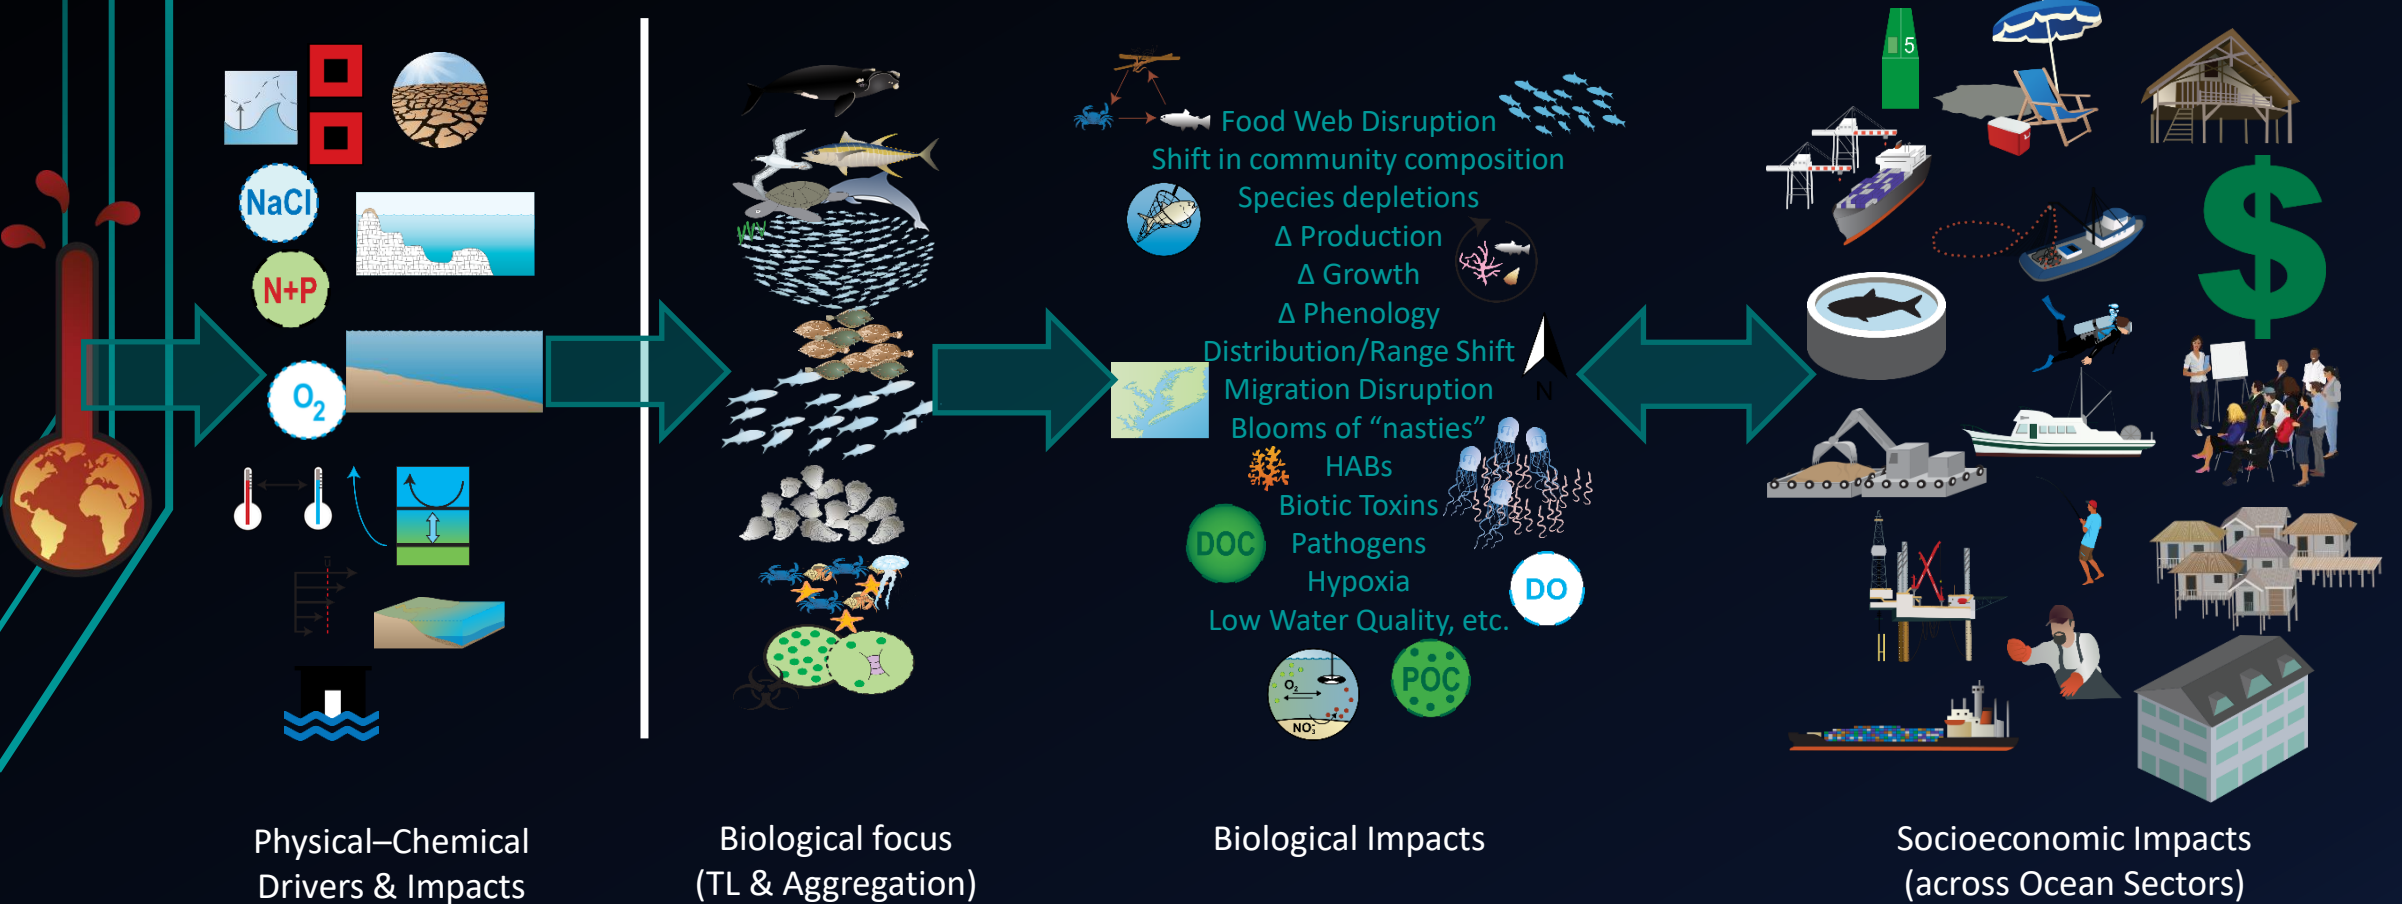 NaCl
N+P
O2
Food Web Disruption
Shift in community composition
Species depletions
Δ Production
Δ Growth
Δ Phenology
Distribution/Range Shift
Migration Disruption
Blooms of “nasties”
HABs
Biotic Toxins
Pathogens
Hypoxia
Low Water Quality, etc.
N
DOC
DO
POC
O2
NO3-
5
$
Physical–Chemical
Drivers & Impacts
Biological focus
(TL & Aggregation)
Biological Impacts
Socioeconomic Impacts
(across Ocean Sectors)